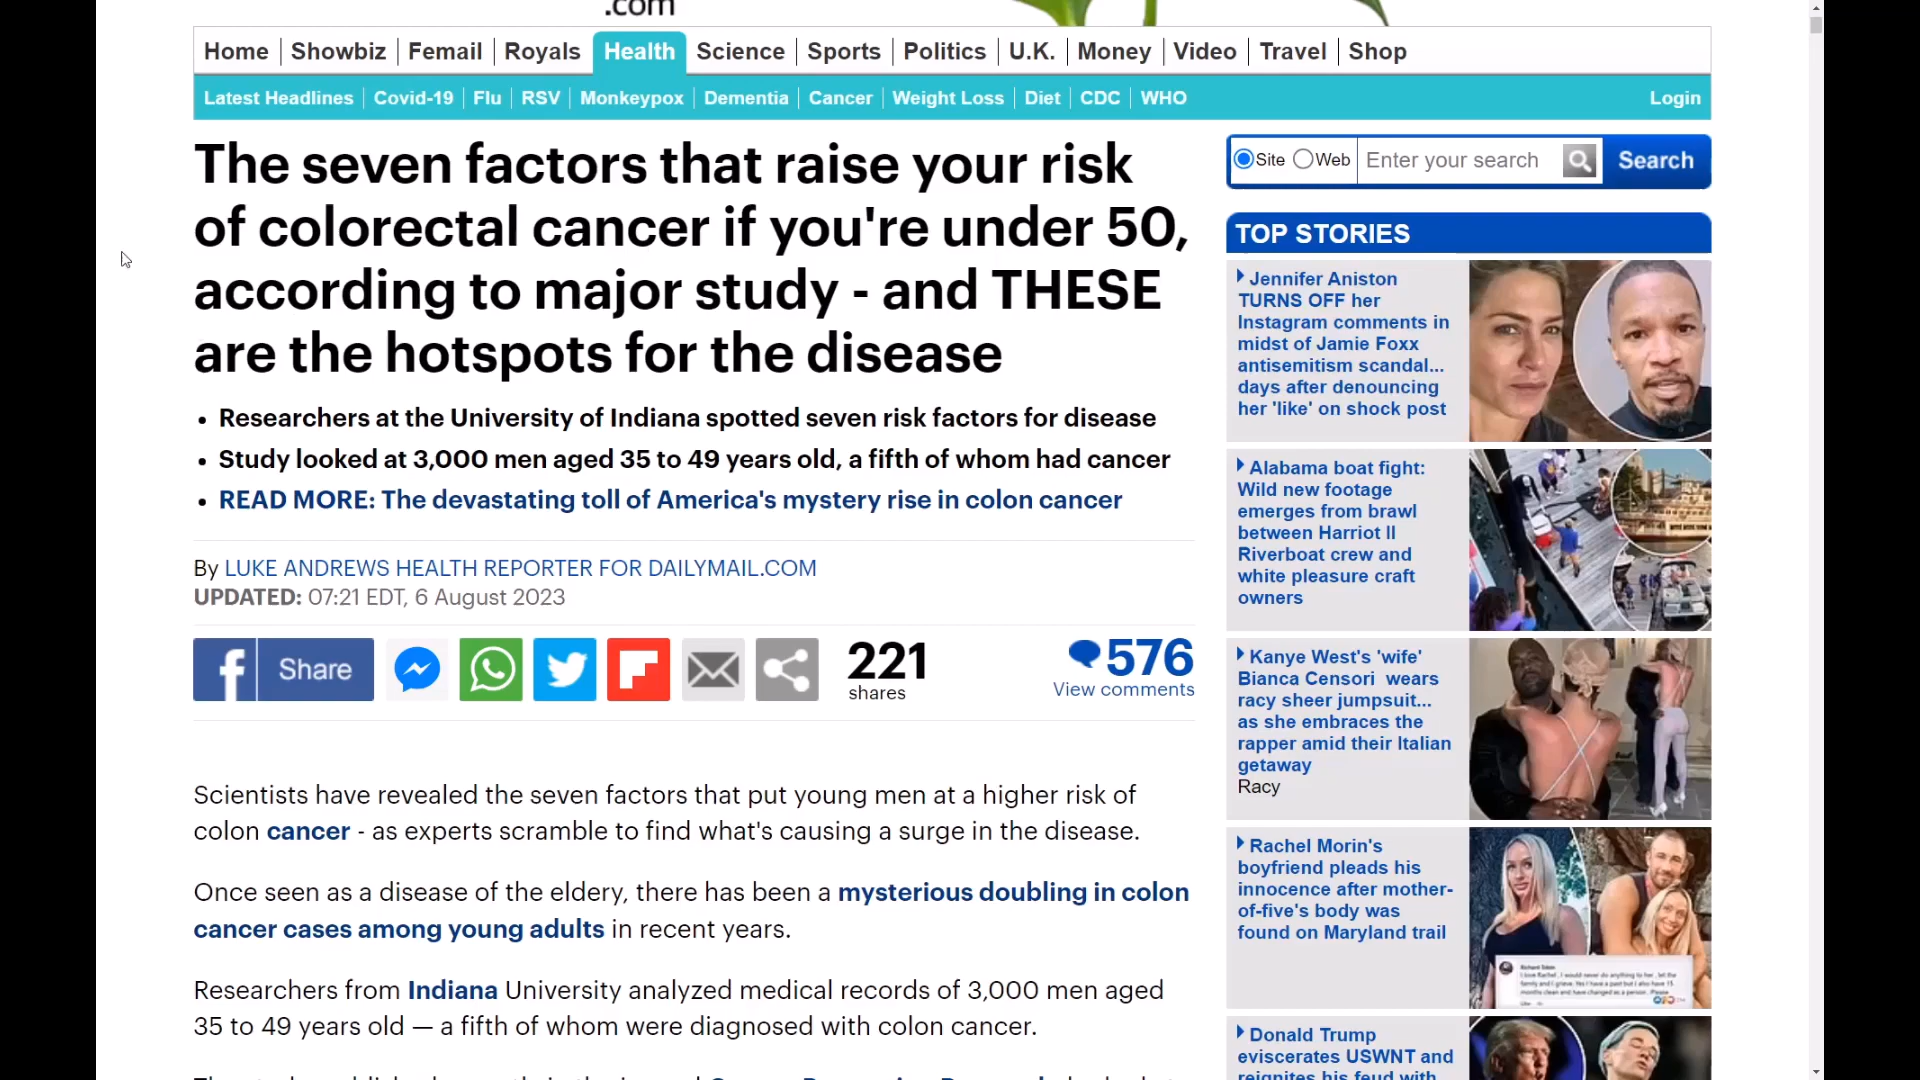 .com
Home Showbiz Femail Royals Health Science Sports Politics U.K. Money Video Travel Shop
Latest Headlines Covid-19 Flu RSV Monkeypox Dementia Cancer Weight Loss Diet CDC WHO Login
The seven factors that raise your risk
of colorectal cancer if you're under 50,
according to major study - and THESE
are the hotspots for the disease
• Researchers at the University of Indiana spotted seven risk factors for disease
• Study looked at 3,000 men aged 35 to 49 years old, a fifth of whom had cancer
• READ MORE: The devastating toll of America's mystery rise in colon cancer
By LUKE ANDREWS HEALTH REPORTER FOR DAILYMAIL.COM
UPDATED: 07:21 EDT, 6 August 2023
Share
221
shares
576
View comments
Scientists have revealed the seven factors that put young men at a higher risk of
colon cancer - as experts scramble to find what's causing a surge in the disease.
Once seen as a disease of the eldery, there has been a mysterious doubling in colon
cancer cases among young adults in recent years.
Researchers from Indiana University analyzed medical records of 3,000 men aged
35 to 49 years old — a fifth of whom were diagnosed with colon cancer.
Site Web Enter your search Search
TOP STORIES
Jennifer Aniston
TURNS OFF her
Instagram comments in
midst of Jamie Foxx
antisemitism scandal...
days after denouncing
her 'like' on shock post
Alabama boat fight:
Wild new footage
emerges from brawl
between Harriot II
Riverboat crew and
white pleasure craft
owners
Kanye West's 'wife'
Bianca Censori wears
racy sheer jumpsuit...
as she embraces the
rapper amid their Italian
getaway
Racy
Rachel Morin's
boyfriend pleads his
innocence after mother-
of-five's body was
found on Maryland trail
Donald Trump
eviscerates USWNT and
reignites his feud with